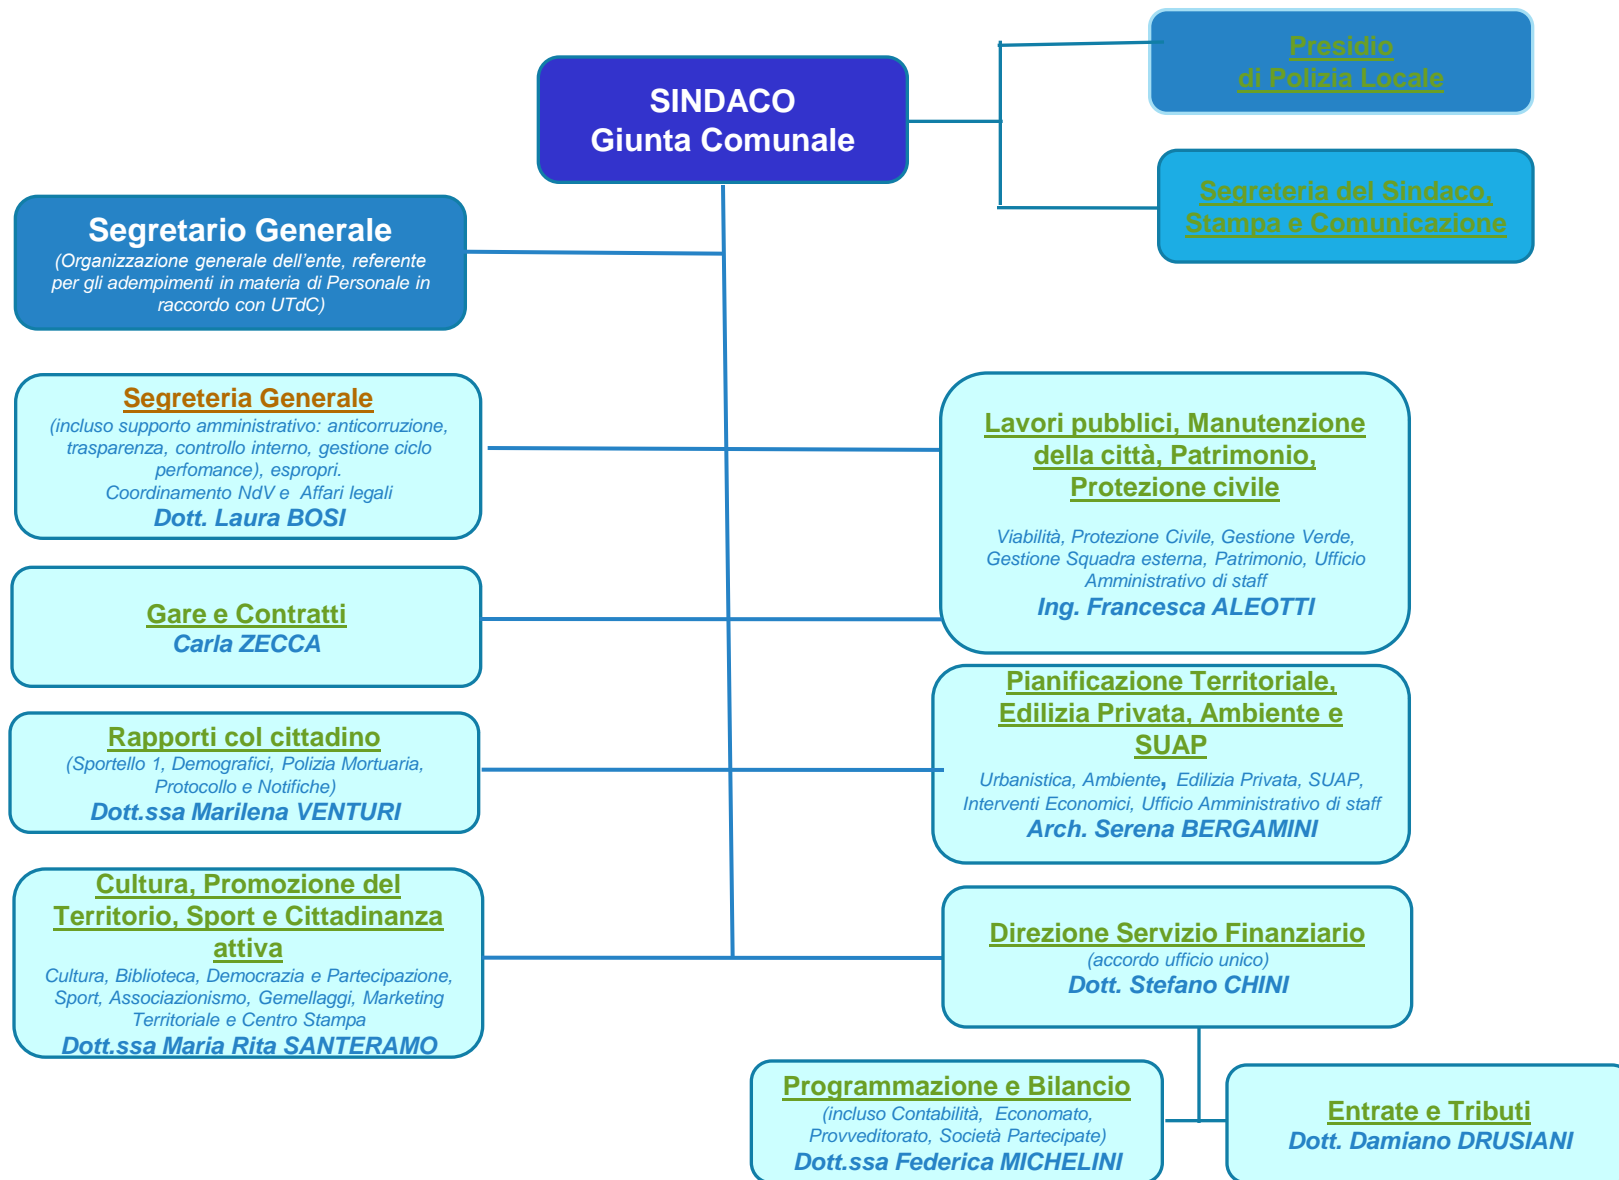 SINDACO
Giunta Comunale
Presidio
di Polizia Locale
Segreteria del Sindaco,
Stampa e Comunicazione
Segretario Generale
(Organizzazione generale dell'ente, referente
per gli adempimenti in materia di Personale in
raccordo con UTdC)
Segreteria Generale
(incluso supporto amministrativo: anticorruzione,
trasparenza, controllo interno, gestione ciclo
perfomance), espropri.
Coordinamento NdV e Affari legali
Dott. Laura BOSI
Lavori pubblici, Manutenzione
della città, Patrimonio,
Protezione civile
Viabilità, Protezione Civile, Gestione Verde,
Gestione Squadra esterna, Patrimonio, Ufficio
Amministrativo di staff
Ing. Francesca ALEOTTI
Gare e Contratti
Carla ZECCA
Rapporti col cittadino
(Sportello 1, Demografici, Polizia Mortuaria,
Protocollo e Notifiche)
Dott.ssa Marilena VENTURI
Pianificazione Territoriale,
Edilizia Privata, Ambiente e
SUAP
Urbanistica, Ambiente, Edilizia Privata, SUAP,
Interventi Economici, Ufficio Amministrativo di staff
Arch. Serena BERGAMINI
Cultura, Promozione del
Territorio, Sport e Cittadinanza
attiva
Cultura, Biblioteca, Democrazia e Partecipazione,
Sport, Associazionismo, Gemellaggi, Marketing
Territoriale e Centro Stampa
Dott.ssa Maria Rita SANTERAMO
Direzione Servizio Finanziario
(accordo ufficio unico)
Dott. Stefano CHINI
Programmazione e Bilancio
(incluso Contabilità, Economato,
Provveditorato, Società Partecipate)
Dott.ssa Federica MICHELINI
Entrate e Tributi
Dott. Damiano DRUSIANI